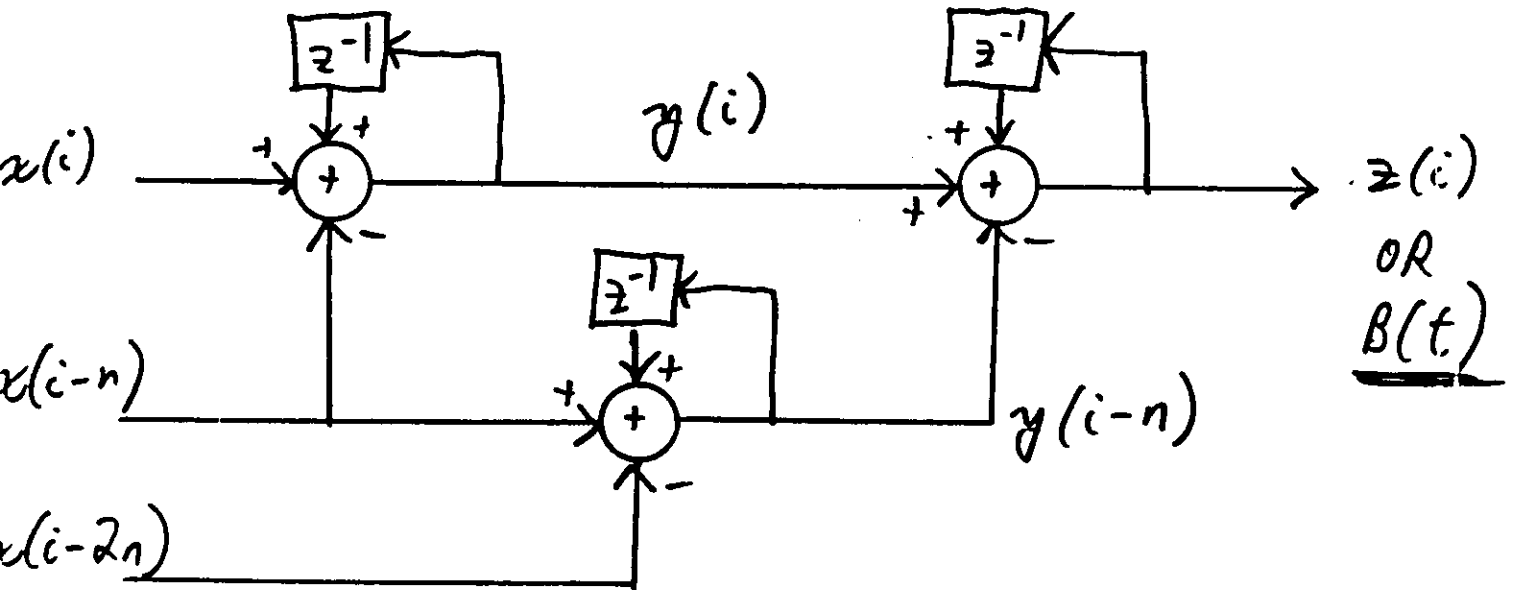 z⁻¹
z⁻¹
x(i)
+
+
+
-
y(i)
+
+
+
-
z(i)
OR
B(t.)
x(i-n)
z⁻¹
+
+
+
-
y(i-n)
x(i-2n)